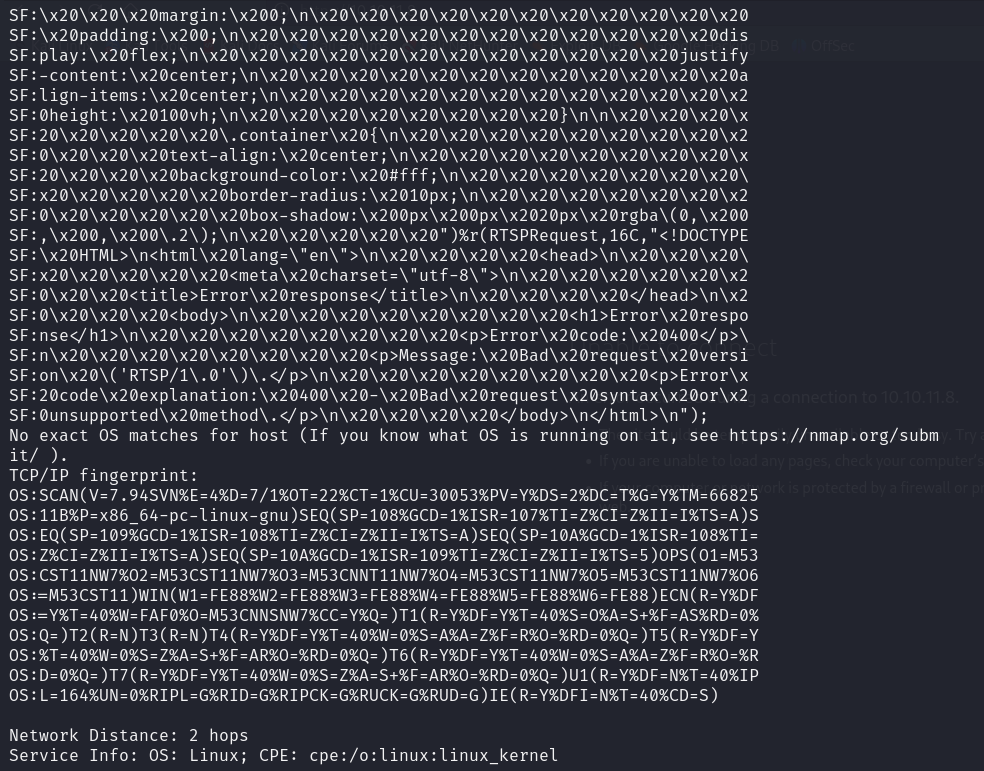 SF:\x20\x20\x20margin:\x200;\n\x20\x20\x20\x20\x20\x20\x20\x20\x20\x20\x20
SF:\x20padding:\x200;\n\x20\x20\x20\x20\x20\x20\x20\x20\x20\x20\x20\x20dis
SF:play:\x20flex;\n\x20\x20\x20\x20\x20\x20\x20\x20\x20\x20\x20\x20justify
SF:-content:\x20center;\n\x20\x20\x20\x20\x20\x20\x20\x20\x20\x20\x20\x20a
SF:lign-items:\x20center;\n\x20\x20\x20\x20\x20\x20\x20\x20\x20\x20\x20\x2
SF:0height:\x20100vh;\n\x20\x20\x20\x20\x20\x20\x20\x20}\n\n\x20\x20\x20\x
SF:20\x20\x20\x20\x20\.container\x20{\n\x20\x20\x20\x20\x20\x20\x20\x20\x2
SF:0\x20\x20\x20text-align:\x20center;\n\x20\x20\x20\x20\x20\x20\x20\x20\x
SF:20\x20\x20\x20background-color:\x20#fff;\n\x20\x20\x20\x20\x20\x20\x20\
SF:x20\x20\x20\x20\x20border-radius:\x2010px;\n\x20\x20\x20\x20\x20\x20\x2
SF:0\x20\x20\x20\x20\x20box-shadow:\x200px\x200px\x2020px\x20rgba\(0,\x200
SF:,\x200,\x200\.2\);\n\x20\x20\x20\x20\x20")%r(RTSPRequest,16C,"<!DOCTYPE
SF:\x20HTML>\n<html\x20lang=\"en\">\n\x20\x20\x20\x20<head>\n\x20\x20\x20\
SF:x20\x20\x20\x20\x20<meta\x20charset=\"utf-8\">\n\x20\x20\x20\x20\x20\x2
SF:0\x20\x20<title>Error\x20response</title>\n\x20\x20\x20\x20</head>\n\x2
SF:0\x20\x20\x20<body>\n\x20\x20\x20\x20\x20\x20\x20\x20<h1>Error\x20respo
SF:nse</h1>\n\x20\x20\x20\x20\x20\x20\x20\x20<p>Error\x20code:\x20400</p>\
SF:n\x20\x20\x20\x20\x20\x20\x20\x20<p>Message:\x20Bad\x20request\x20versi
SF:on\x20\('RTSP/1\.0'\)\.</p>\n\x20\x20\x20\x20\x20\x20\x20\x20<p>Error\x
SF:20code\x20explanation:\x20400\x20-\x20Bad\x20request\x20syntax\x20or\x2
SF:0unsupported\x20method\.</p>\n\x20\x20\x20\x20</body>\n</html>\n");
No exact OS matches for host (If you know what OS is running on it, see https://nmap.org/subm
it/ ).
TCP/IP fingerprint:
OS:SCAN(V=7.94SVN%E=4%D=7/1%OT=22%CT=1%CU=30053%PV=Y%DS=2%DC=T%G=Y%TM=66825
OS:11B%P=x86_64-pc-linux-gnu)SEQ(SP=108%GCD=1%ISR=107%TI=Z%CI=Z%II=I%TS=A)S
OS:EQ(SP=109%GCD=1%ISR=108%TI=Z%CI=Z%II=I%TS=A)SEQ(SP=10A%GCD=1%ISR=108%TI=
OS:Z%CI=Z%II=I%TS=A)SEQ(SP=10A%GCD=1%ISR=109%TI=Z%CI=Z%II=I%TS=5)OPS(O1=M53
OS:CST11NW7%O2=M53CST11NW7%O3=M53CNNT11NW7%O4=M53CST11NW7%O5=M53CST11NW7%O6
OS:=M53CST11)WIN(W1=FE88%W2=FE88%W3=FE88%W4=FE88%W5=FE88%W6=FE88)ECN(R=Y%DF
OS:=Y%T=40%W=FAF0%O=M53CNNSNW7%CC=Y%Q=)T1(R=Y%DF=Y%T=40%S=O%A=S+%F=AS%RD=0%
OS:Q=)T2(R=N)T3(R=N)T4(R=Y%DF=Y%T=40%W=0%S=A%A=Z%F=R%O=%RD=0%Q=)T5(R=Y%DF=Y
OS:%T=40%W=0%S=Z%A=S+%F=AR%O=%RD=0%Q=)T6(R=Y%DF=Y%T=40%W=0%S=A%A=Z%F=R%O=%R
OS:D=0%Q=)T7(R=Y%DF=Y%T=40%W=0%S=Z%A=S+%F=AR%O=%RD=0%Q=)U1(R=Y%DF=N%T=40%IP
OS:L=164%UN=0%RIPL=G%RID=G%RIPCK=G%RUCK=G%RUD=G)IE(R=Y%DFI=N%T=40%CD=S)
Network Distance: 2 hops
Service Info: OS: Linux; CPE: cpe:/o:linux:linux_kernel